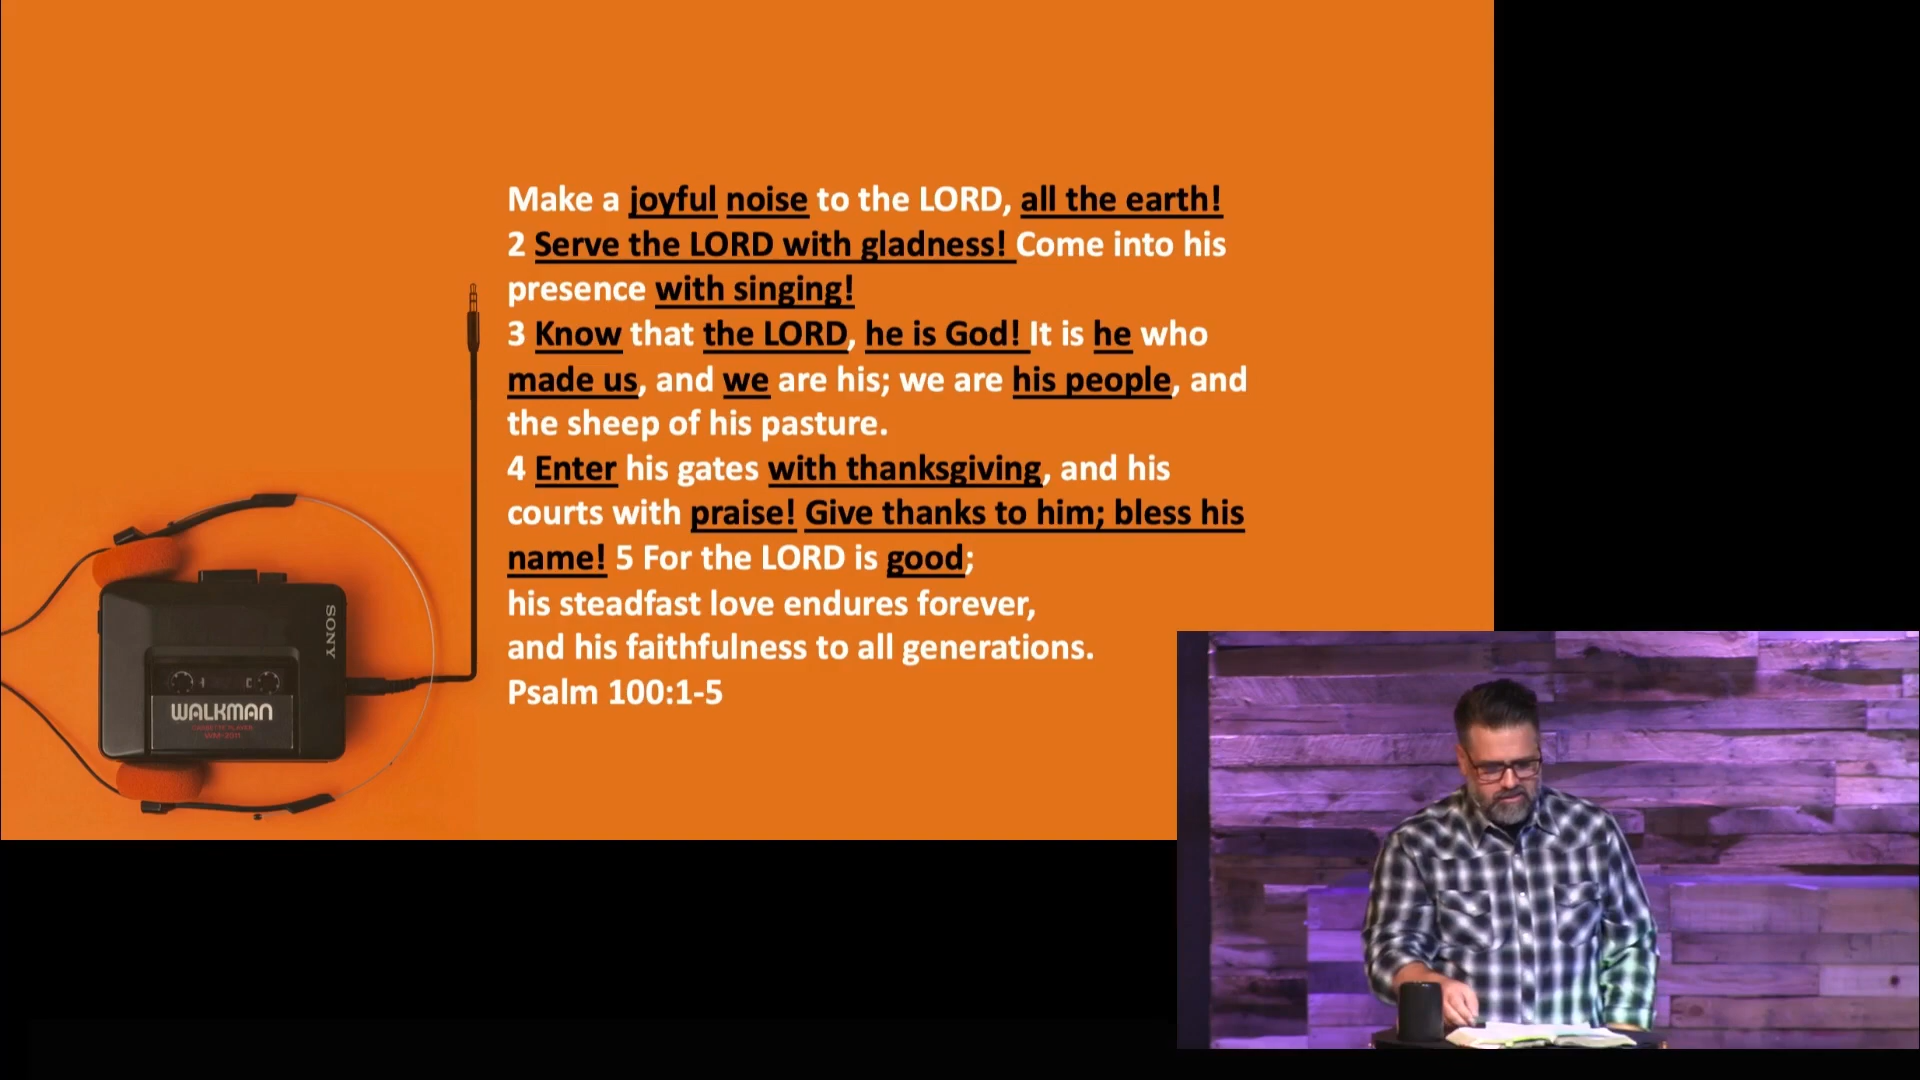 Make a joyful noise to the LORD, all the earth!
2 Serve the LORD with gladness! Come into his
presence with singing!
3 Know that the LORD, he is God! It is he who
made us, and we are his; we are his people, and
the sheep of his pasture.
4 Enter his gates with thanksgiving, and his
courts with praise! Give thanks to him; bless his
name! 5 For the LORD is good;
his steadfast love endures forever,
and his faithfulness to all generations.
Psalm 100:1-5
SONY
WALKMAN